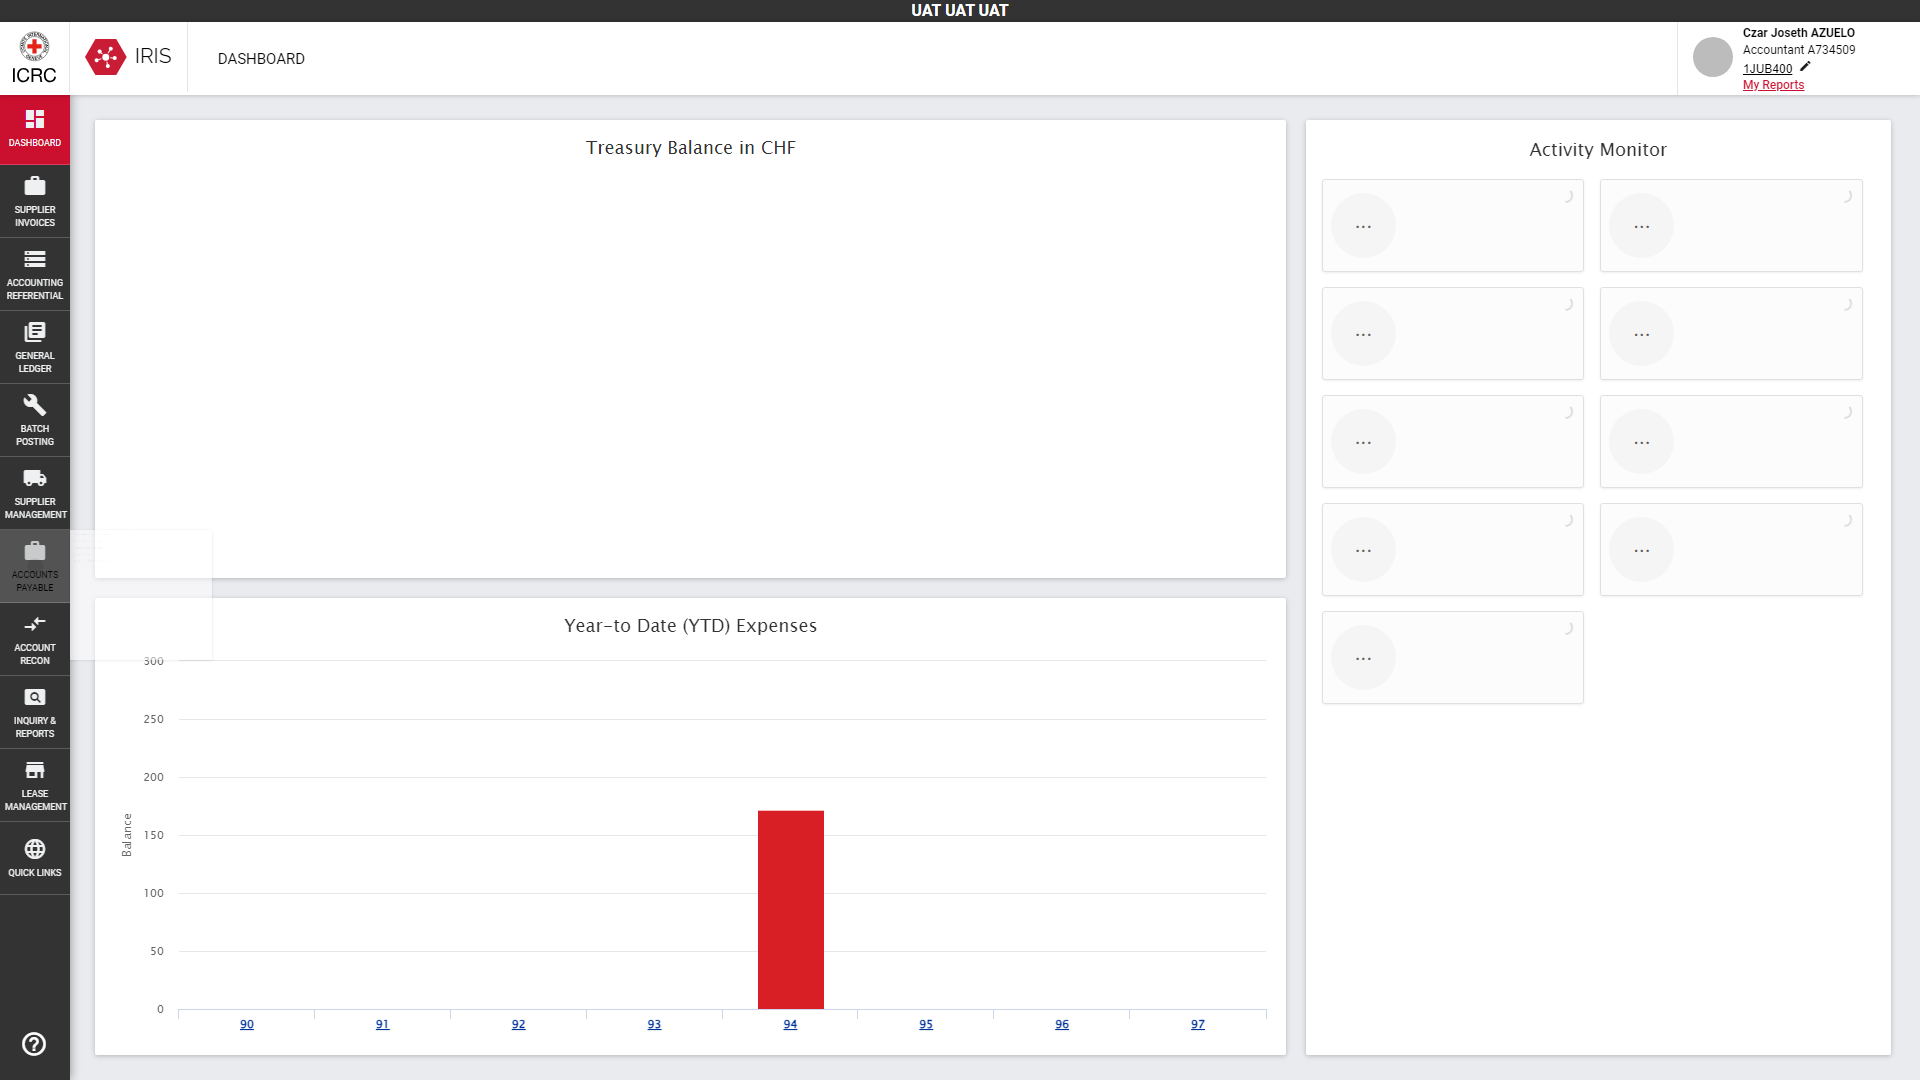 UAT UAT UAT
ICRC
IRIS
DASHBOARD
Czar Joseth AZUELO
Accountant A734509
1JUB400
My Reports
DASHBOARD
SUPPLIER
INVOICES
ACCOUNTING
REFERENTIAL
GENERAL
LEDGER
BATCH
POSTING
SUPPLIER
MANAGEMENT
ACCOUNTS
PAYABLE
ACCOUNT
RECON
INQUIRY &
REPORTS
LEASE
MANAGEMENT
QUICK LINKS
Treasury Balance in CHF
Year-to Date (YTD) Expenses
300
250
200
150
100
50
0
Balance
90
91
92
93
94
95
96
97
Activity Monitor
...
...
...
...
...
...
...
...
...